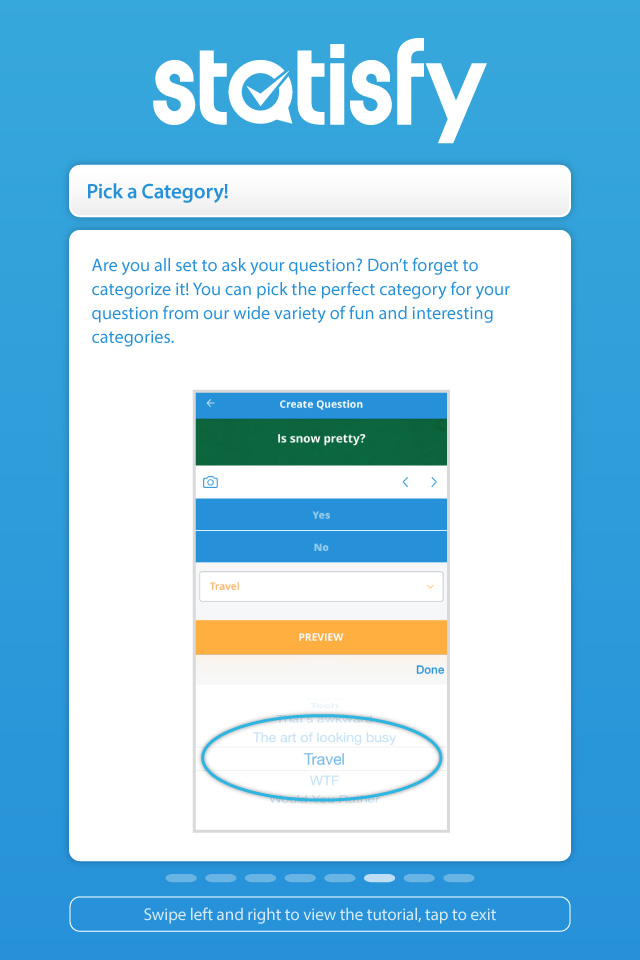 statisfy
Pick a Category!
Are you all set to ask your question? Don't forget to
categorize it! You can pick the perfect category for your
question from our wide variety of fun and interesting
categories.
Create Question
Is snow pretty?
Yes
No
Travel
PREVIEW
Done
Tech
That's awkward
The art of looking busy
Travel
WTF
Would You Rather
Swipe left and right to view the tutorial, tap to exit